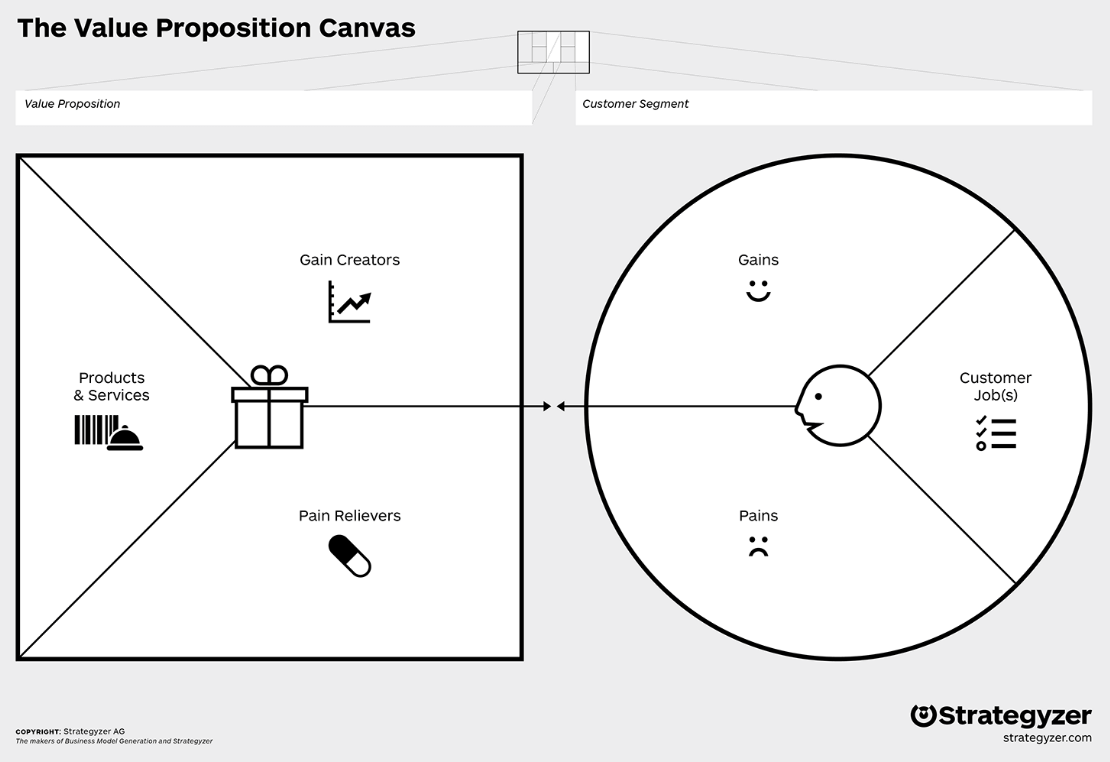 The Value Proposition Canvas
Value Proposition
Customer Segment
Gain Creators
Gains
Products
& Services
Customer
Job(s)
Pain Relievers
Pains
COPYRIGHT: Strategyzer AG
The makers of Business Model Generation and Strategyzer
Strategyzer
strategyzer.com